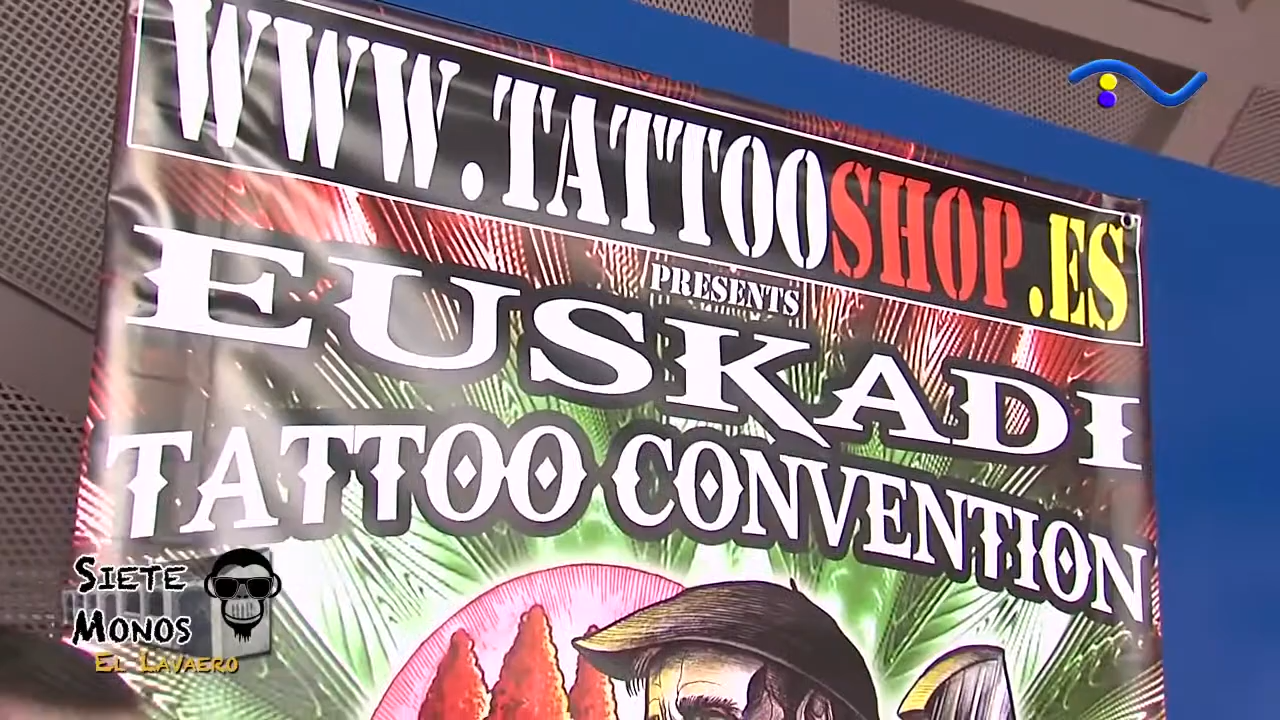 WWW.TATTOOSHOP.ES
PRESENTS
EUSKADI
TATTOO CONVENTION
SIETE
MONOS
EL LAVAERO